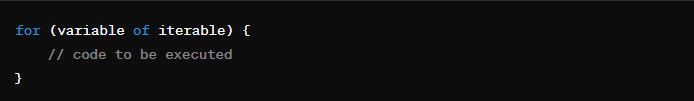 for (variable of iterable) {
    // code to be executed
}